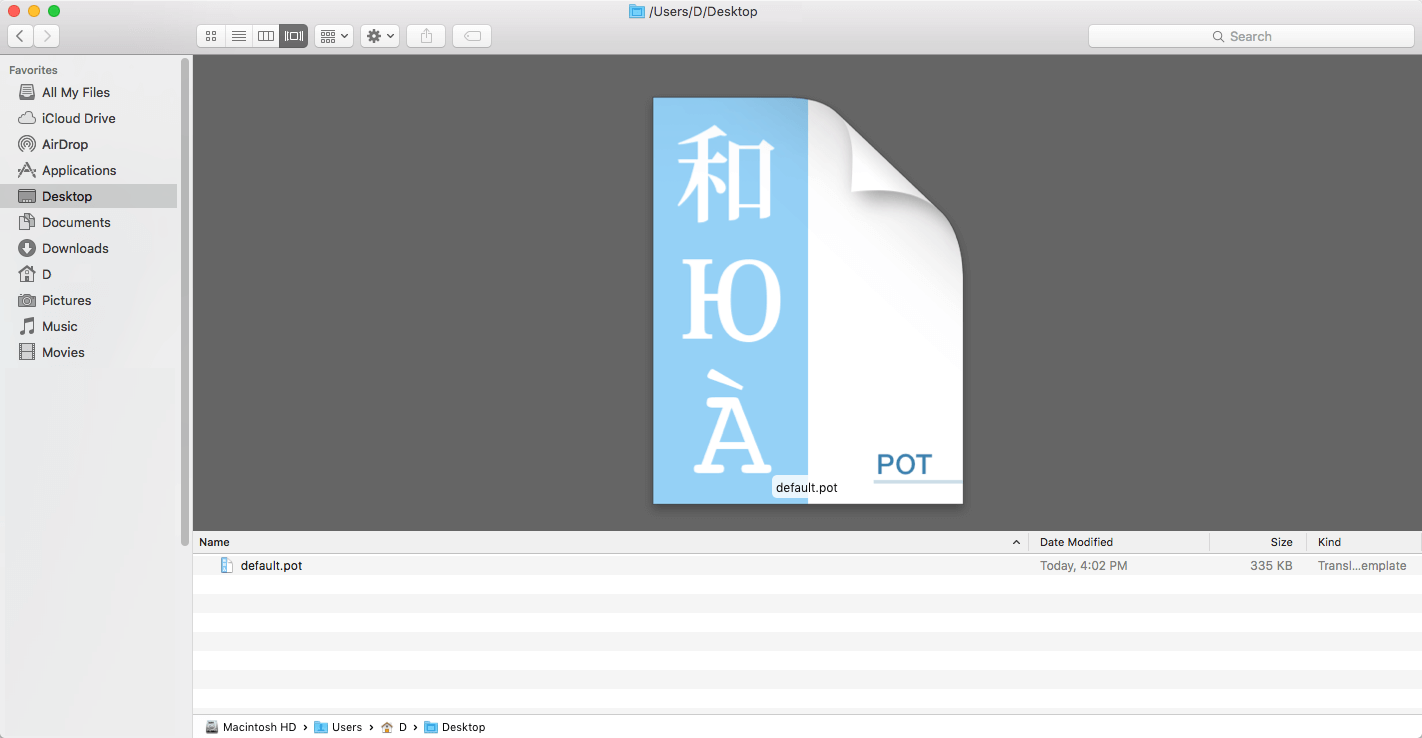 /Users/D/Desktop
Search
Favorites
All My Files
iCloud Drive
AirDrop
Applications
Desktop
Documents
Downloads
D
Pictures
Music
Movies
和
Ю
À
POT
default.pot
Name Date Modified Size Kind
default.pot Today, 4:02 PM 335 KB Transl...emplate
Macintosh HD › Users › D › Desktop